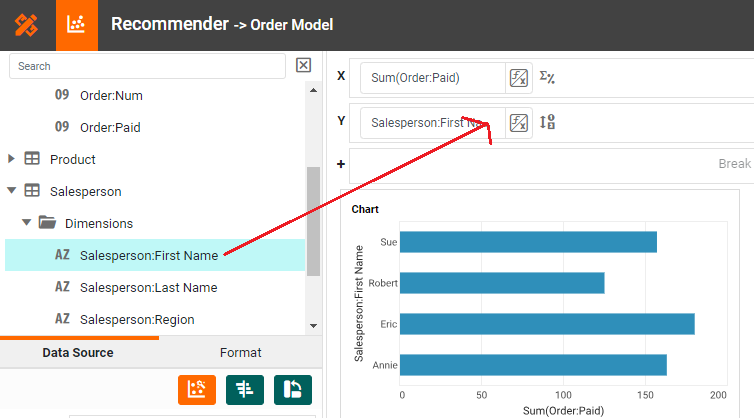 Recommender -> Order Model
Search
09 Order:Num
09 Order:Paid
Product
Salesperson
Dimensions
AZ Salesperson:First Name
AZ Salesperson:Last Name
AZ Salesperson:Region
Data Source Format
X Sum(Order:Paid)
Y Salesperson:First
+ Break
Chart
Salesperson:First Name
Sue
Robert
Eric
Annie
0 50 100 150 200
Sum(Order:Paid)